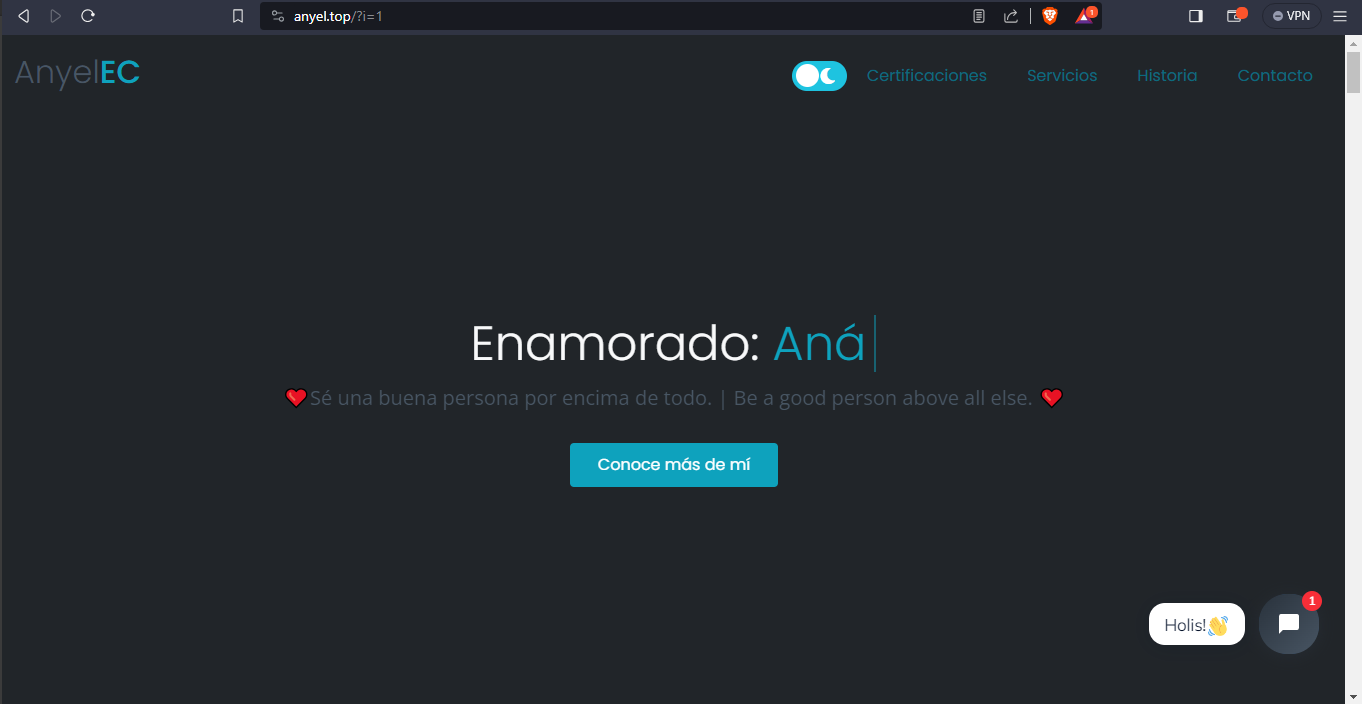 anyel.top/?i=1
1
VPN
AnyelEC
Certificaciones
Servicios
Historia
Contacto
Enamorado: Aná
Sé una buena persona por encima de todo. | Be a good person above all else.
Conoce más de mí
Holis!👋
1